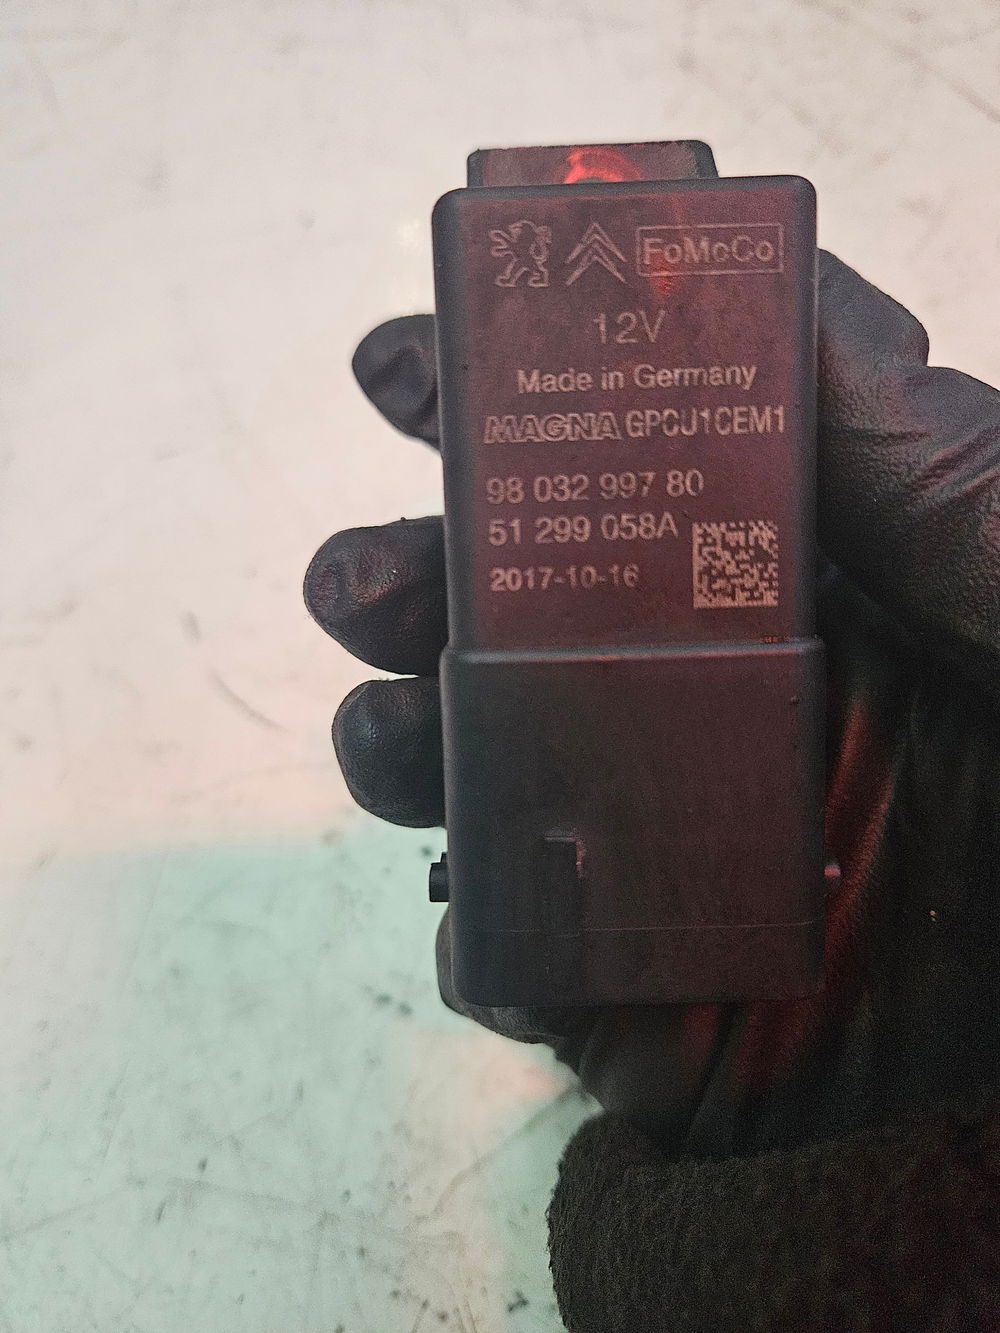 FoMoCo
12V
Made in Germany
MAGNA GPCU1CEM1
98 032 997 80
51 299 058A
2017-10-16